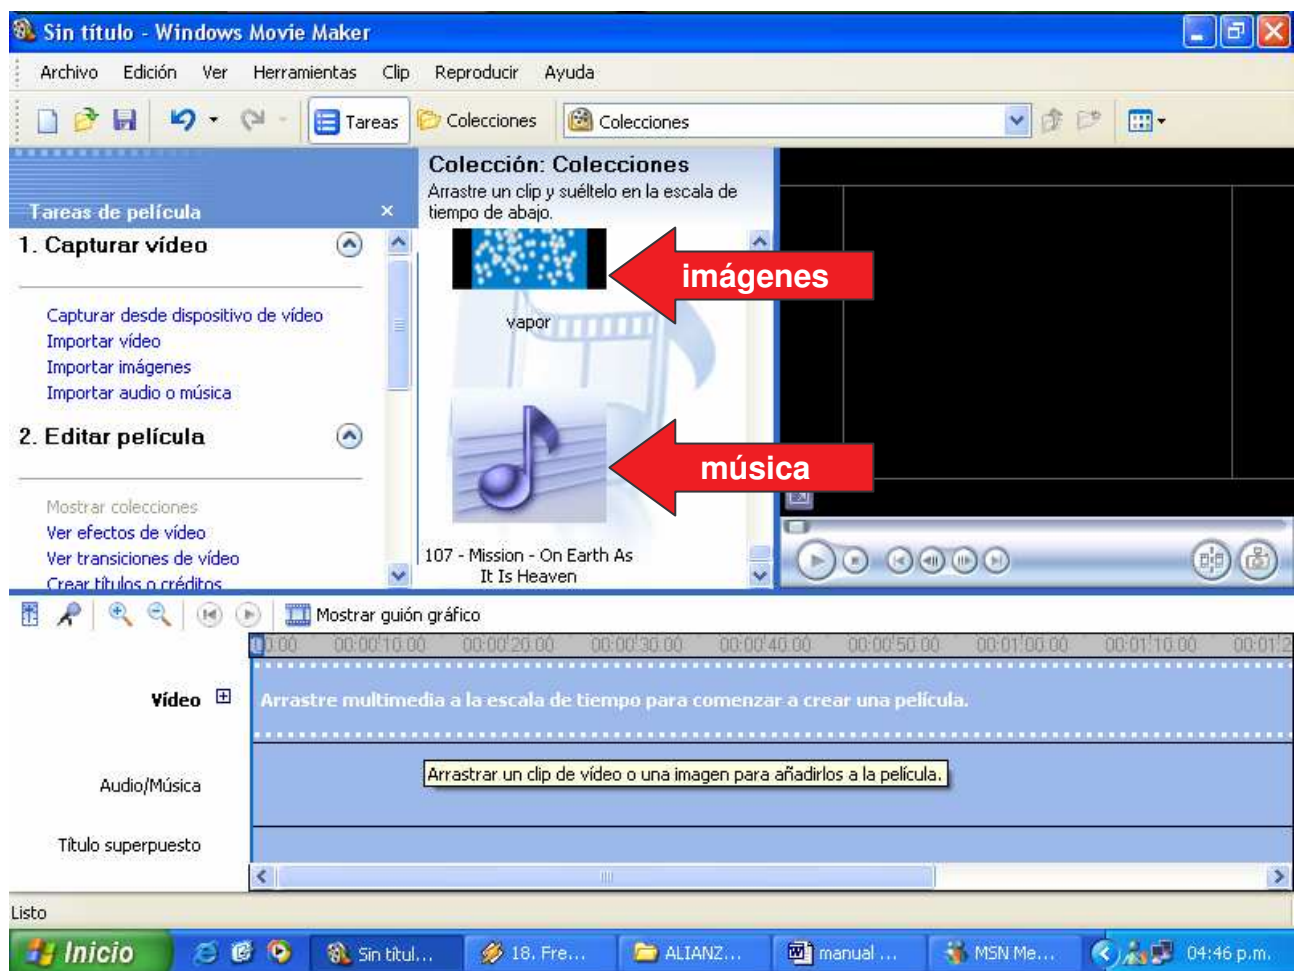 Sin título - Windows Movie Maker
Archivo Edición Ver Herramientas Clip Reproducir Ayuda
Tareas Colecciones Colecciones
Tareas de película
1. Capturar vídeo
Capturar desde dispositivo de vídeo
Importar vídeo
Importar imágenes
Importar audio o música
2. Editar película
Mostrar colecciones
Ver efectos de vídeo
Ver transiciones de vídeo
Crear títulos o créditos
Colección: Colecciones
Arrastre un clip y suéltelo en la escala de
tiempo de abajo.
imágenes
vapor
música
107 - Mission - On Earth As
It Is Heaven
Mostrar guión gráfico
00:00:10.00 00:00:20.00 00:00:30.00 00:00:40.00 00:00:50.00 00:01:00.00 00:01:10.00
Vídeo
Arrastre multimedia a la escala de tiempo para comenzar a crear una película.
Arrastrar un clip de vídeo o una imagen para añadirlos a la película.
Audio/Música
Título superpuesto
Listo
Inicio Sin títul... 18. Fre... ALIANZ... manual ... MSN Me... 04:46 p.m.